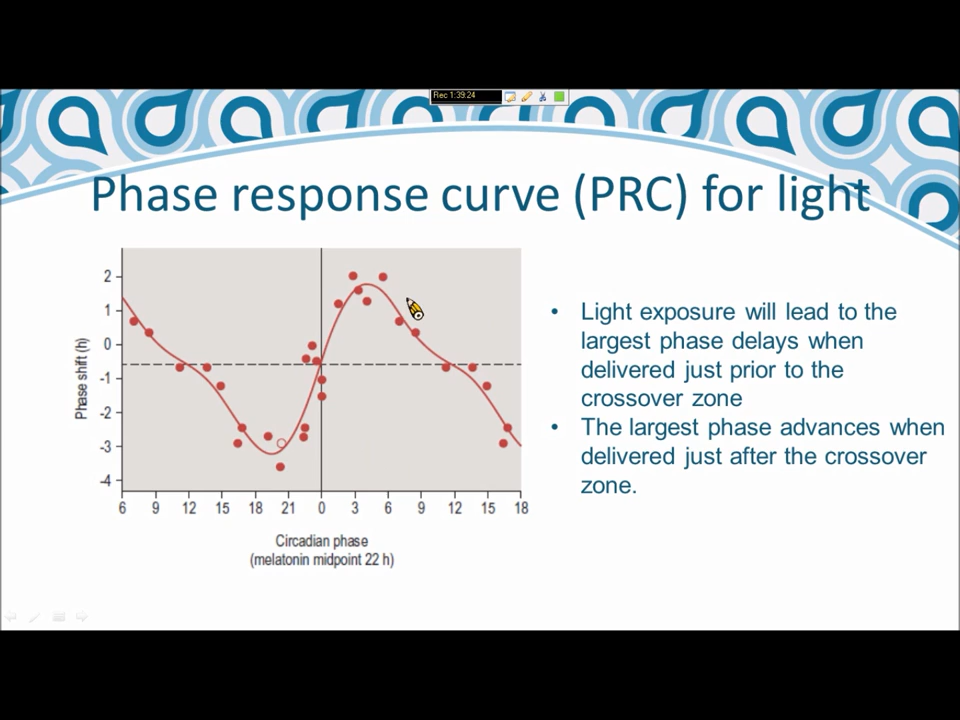 Rec 1:39:24
Phase response curve (PRC) for light
2
1
0
-1
-2
-3
-4
Phase shift (h)
6 9 12 15 18 21 0 3 6 9 12 15 18
Circadian phase
(melatonin midpoint 22 h)
• Light exposure will lead to the
largest phase delays when
delivered just prior to the
crossover zone
• The largest phase advances when
delivered just after the crossover
zone.